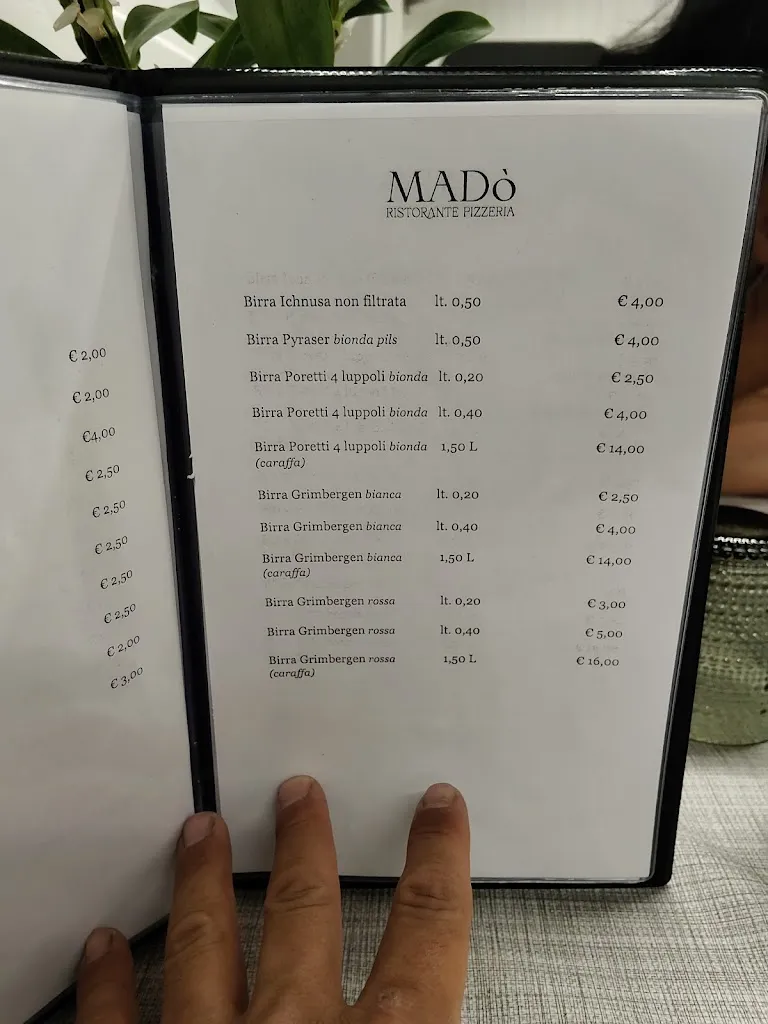 € 2,00
€ 2,00
€4,00
€ 2,50
€ 2,50
€ 2,50
€ 2,50
€ 2,50
€ 2,00
€ 3,00
MADò
RISTORANTE PIZZERIA
Birra Ichnusa non filtrata lt. 0,50 € 4,00
Birra Pyraser bionda pils lt. 0,50 € 4,00
Birra Poretti 4 luppoli bionda lt. 0,20 € 2,50
Birra Poretti 4 luppoli bionda lt. 0,40 € 4,00
Birra Poretti 4 luppoli bionda 1,50 L € 14,00
(caraffa)
Birra Grimbergen bianca lt. 0,20 € 2,50
Birra Grimbergen bianca lt. 0,40 € 4,00
Birra Grimbergen bianca 1,50 L € 14,00
(caraffa)
Birra Grimbergen rossa lt. 0,20 € 3,00
Birra Grimbergen rossa lt. 0,40 € 5,00
Birra Grimbergen rossa 1,50 L € 16,00
(caraffa)